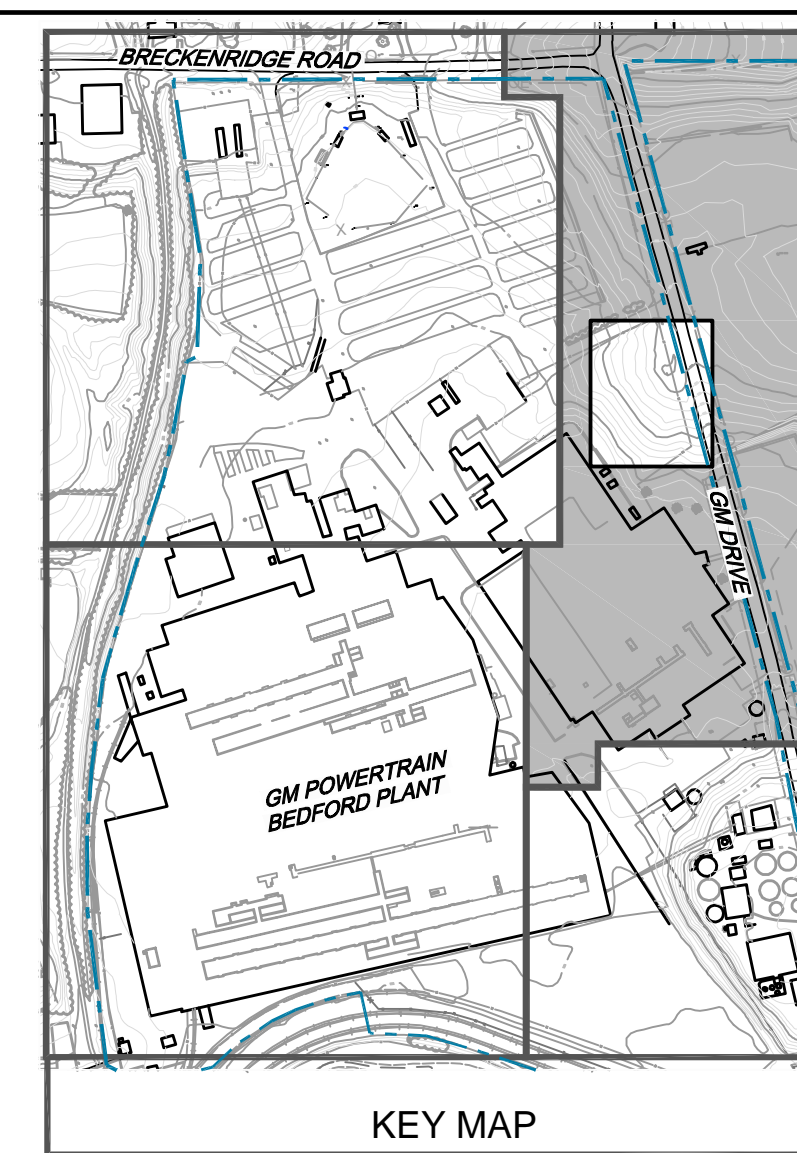 BRECKENRIDGE ROAD
GM DRIVE
GM POWERTRAIN
BEDFORD PLANT
KEY MAP